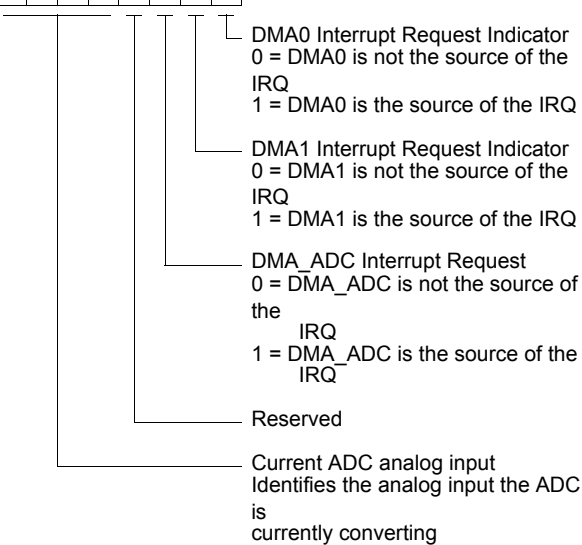 DMA0 Interrupt Request Indicator
0 = DMA0 is not the source of the
IRQ
1 = DMA0 is the source of the IRQ
DMA1 Interrupt Request Indicator
0 = DMA1 is not the source of the
IRQ
1 = DMA1 is the source of the IRQ
DMA_ADC Interrupt Request
0 = DMA_ADC is not the source of
the
IRQ
1 = DMA_ADC is the source of the
IRQ
Reserved
Current ADC analog input
Identifies the analog input the ADC
is
currently converting